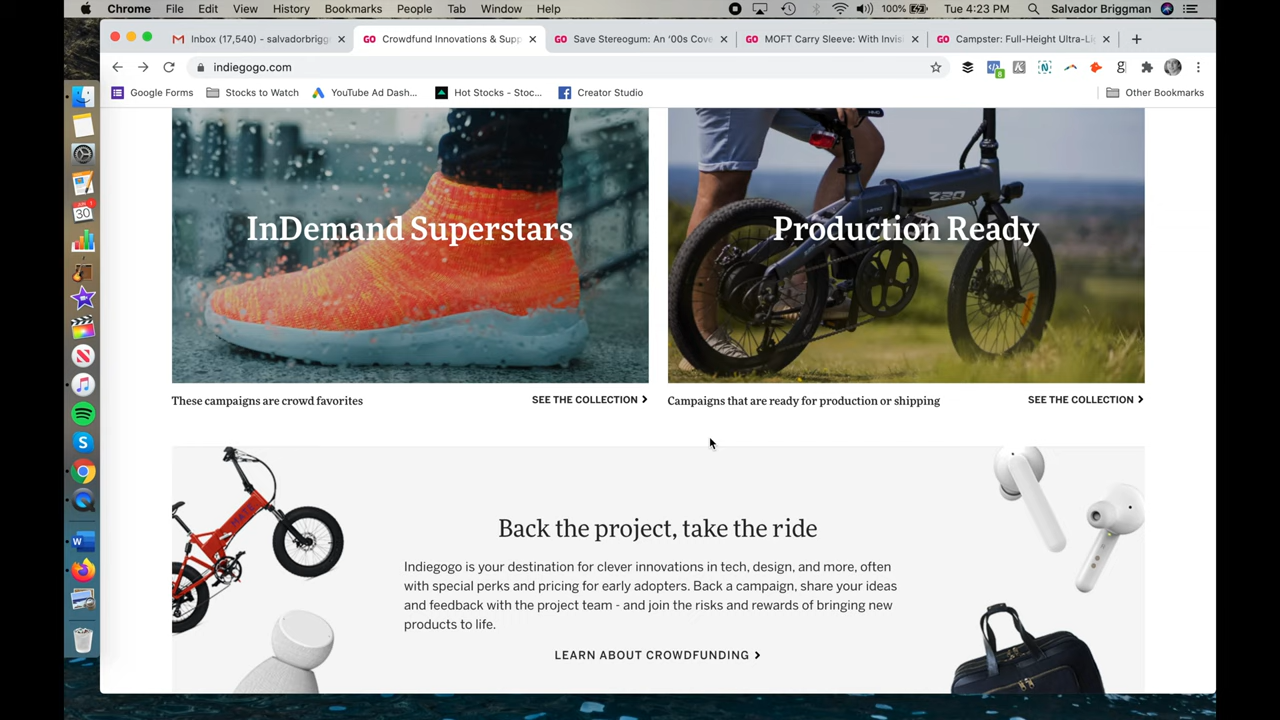 Chrome File Edit View History Bookmarks People Tab Window Help 100% Tue 4:23 PM Salvador Briggman
Inbox (17,540) - salvadorbrigg Crowdfund Innovations & Supp Save Stereogum: An '00s Cove MOFT Carry Sleeve: With Invis Campster: Full-Height Ultra-Li
indiegogo.com
Google Forms Stocks to Watch YouTube Ad Dash... Hot Stocks - Stoc... Creator Studio Other Bookmarks
Z20
InDemand Superstars
Production Ready
These campaigns are crowd favorites SEE THE COLLECTION
Campaigns that are ready for production or shipping SEE THE COLLECTION
Back the project, take the ride
Indiegogo is your destination for clever innovations in tech, design, and more, often
with special perks and pricing for early adopters. Back a campaign, share your ideas
and feedback with the project team - and join the risks and rewards of bringing new
products to life.
LEARN ABOUT CROWDFUNDING